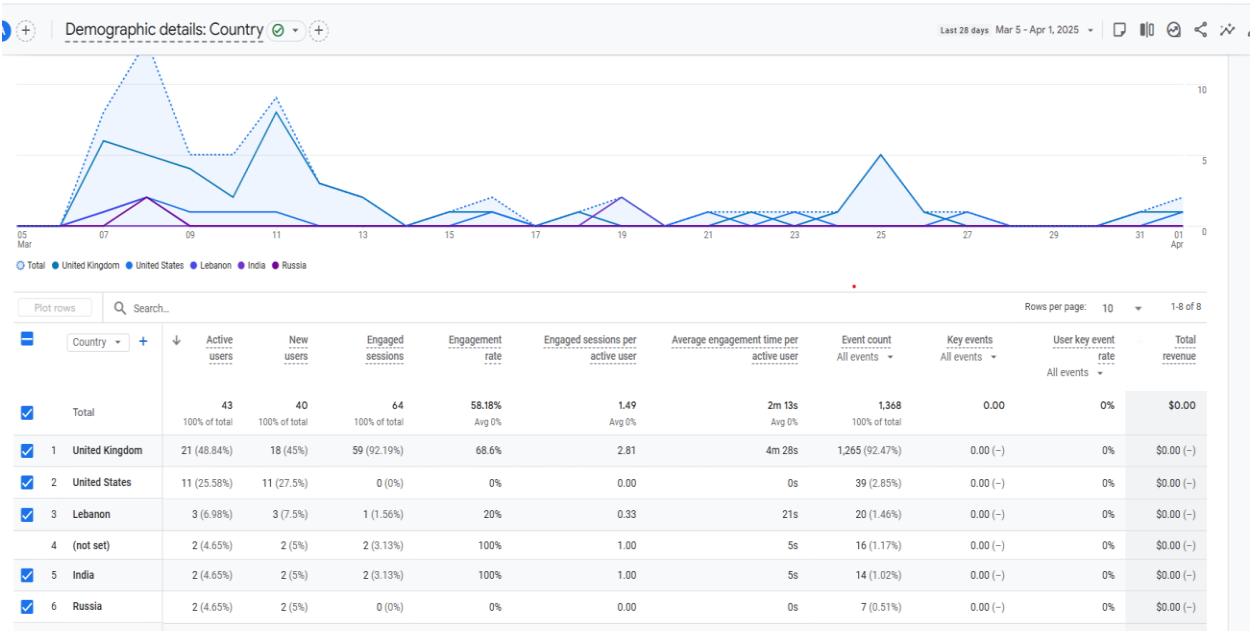 Demographic details: Country
Last 28 days Mar 5 - Apr 1, 2025
10
5
0
05 Mar 07 09 11 13 15 17 19 21 23 25 27 29 31 01 Apr
Total United Kingdom United States Lebanon India Russia
Plot rows Search... Rows per page: 10 1-8 of 8
Country + ↓ Active users New users Engaged sessions Engagement rate Engaged sessions per active user Average engagement time per active user Event count All events Key events All events User key event rate All events Total revenue
Total 43 40 64 58.18% 1.49 2m 13s 1,368 0.00 0% $0.00
100% of total 100% of total 100% of total Avg 0% Avg 0% Avg 0% 100% of total
1 United Kingdom 21 (48.84%) 18 (45%) 59 (92.19%) 68.6% 2.81 4m 28s 1,265 (92.47%) 0.00 (–) 0% $0.00 (–)
2 United States 11 (25.58%) 11 (27.5%) 0 (0%) 0% 0.00 0s 39 (2.85%) 0.00 (–) 0% $0.00 (–)
3 Lebanon 3 (6.98%) 3 (7.5%) 1 (1.56%) 20% 0.33 21s 20 (1.46%) 0.00 (–) 0% $0.00 (–)
4 (not set) 2 (4.65%) 2 (5%) 2 (3.13%) 100% 1.00 5s 16 (1.17%) 0.00 (–) 0% $0.00 (–)
5 India 2 (4.65%) 2 (5%) 2 (3.13%) 100% 1.00 5s 14 (1.02%) 0.00 (–) 0% $0.00 (–)
6 Russia 2 (4.65%) 2 (5%) 0 (0%) 0% 0.00 0s 7 (0.51%) 0.00 (–) 0% $0.00 (–)